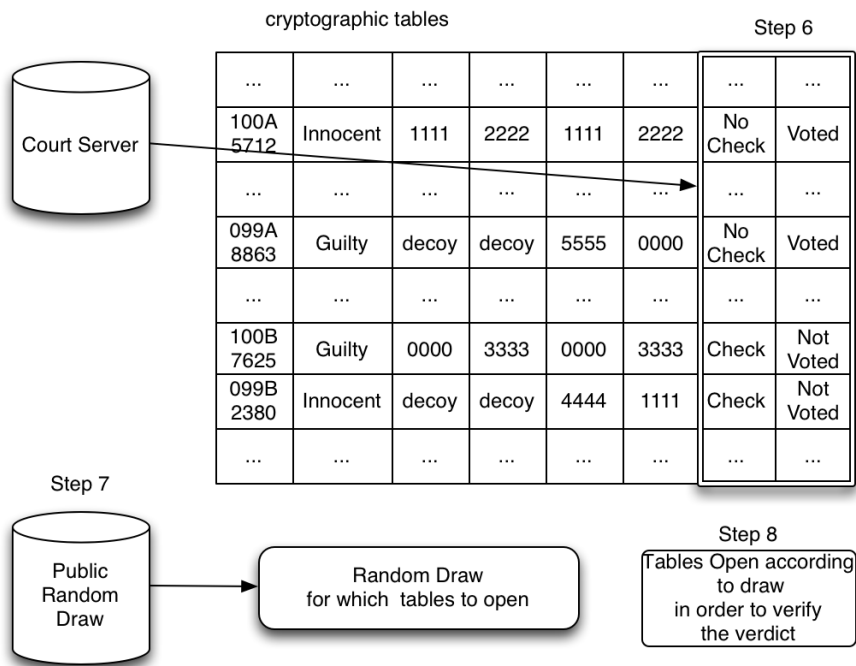 cryptographic tables
Step 6
Court Server
... ... ... ... ... ... ... ...
100A 5712 Innocent 1111 2222 1111 2222 No Check Voted
... ... ... ... ... ... ... ...
099A 8863 Guilty decoy decoy 5555 0000 No Check Voted
... ... ... ... ... ... ... ...
100B 7625 Guilty 0000 3333 0000 3333 Check Not Voted
099B 2380 Innocent decoy decoy 4444 1111 Check Not Voted
... ... ... ... ... ... ... ...
Step 7
Public
Random
Draw
Random Draw
for which tables to open
Step 8
Tables Open according
to draw
in order to verify
the verdict